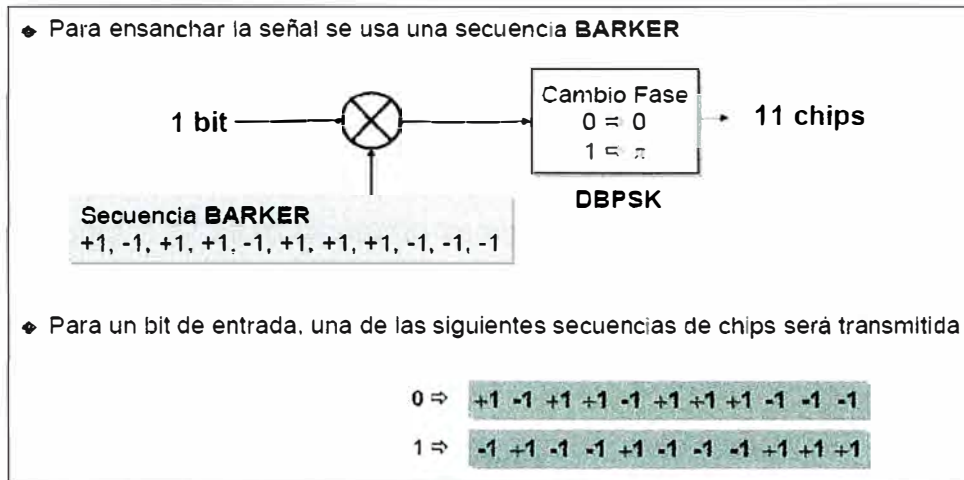 Para ensanchar la señal se usa una secuencia BARKER
1 bit
Cambio Fase
0 = 0
1 = π
11 chips
DBPSK
Secuencia BARKER
+1, -1, +1, +1, -1, +1, +1, +1, -1, -1, -1
Para un bit de entrada, una de las siguientes secuencias de chips será transmitida
0 ⇨ +1 -1 +1 +1 -1 +1 +1 +1 -1 -1 -1
1 ⇨ -1 +1 -1 -1 +1 -1 -1 -1 +1 +1 +1